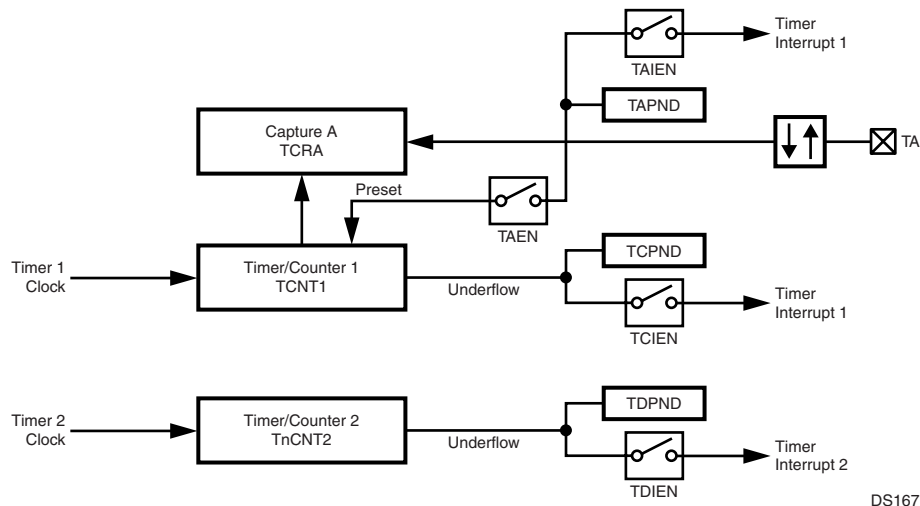 Timer
Interrupt 1
TAIEN
TAPND
Capture A
TCRA
TA
Preset
TAEN
Timer 1
Clock
Timer/Counter 1
TCNT1
Underflow
TCPND
TCIEN
Timer
Interrupt 1
Timer 2
Clock
Timer/Counter 2
TnCNT2
Underflow
TDPND
TDIEN
Timer
Interrupt 2
DS167